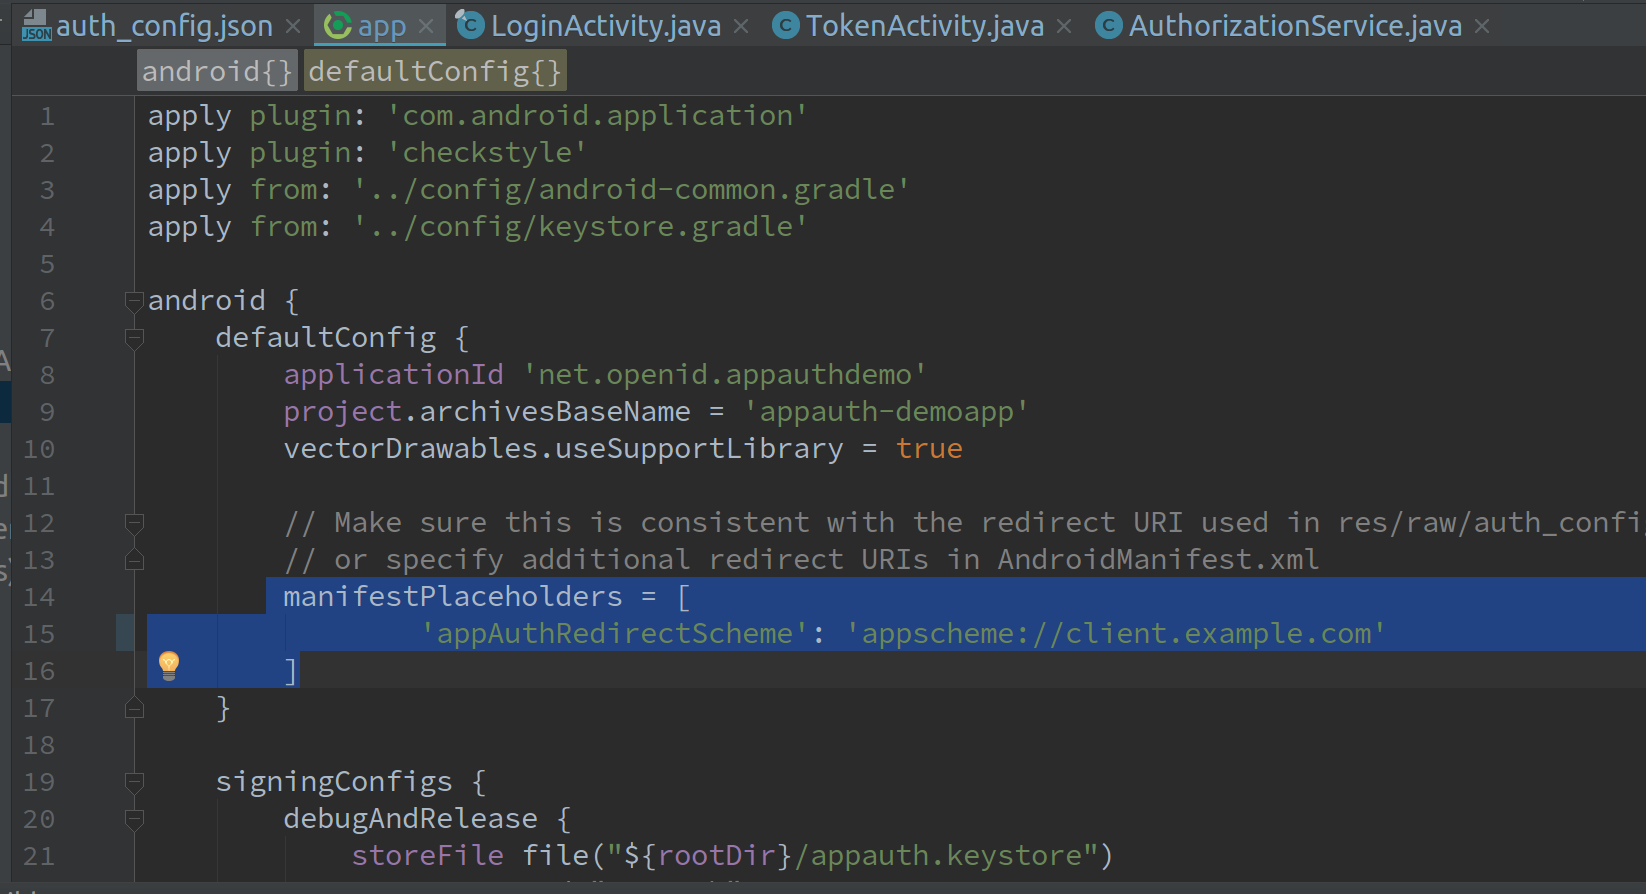 JSON auth_config.json × app × LoginActivity.java × TokenActivity.java × AuthorizationService.java ×
android{} defaultConfig{}
1 apply plugin: 'com.android.application'
2 apply plugin: 'checkstyle'
3 apply from: '../config/android-common.gradle'
4 apply from: '../config/keystore.gradle'
5
6 android {
7 defaultConfig {
8 applicationId 'net.openid.appauthdemo'
9 project.archivesBaseName = 'appauth-demoapp'
10 vectorDrawables.useSupportLibrary = true
11
12 // Make sure this is consistent with the redirect URI used in res/raw/auth_confi
13 // or specify additional redirect URIs in AndroidManifest.xml
14 manifestPlaceholders = [
15 'appAuthRedirectScheme': 'appscheme://client.example.com'
16 ]
17 }
18
19 signingConfigs {
20 debugAndRelease {
21 storeFile file("${rootDir}/appauth.keystore")